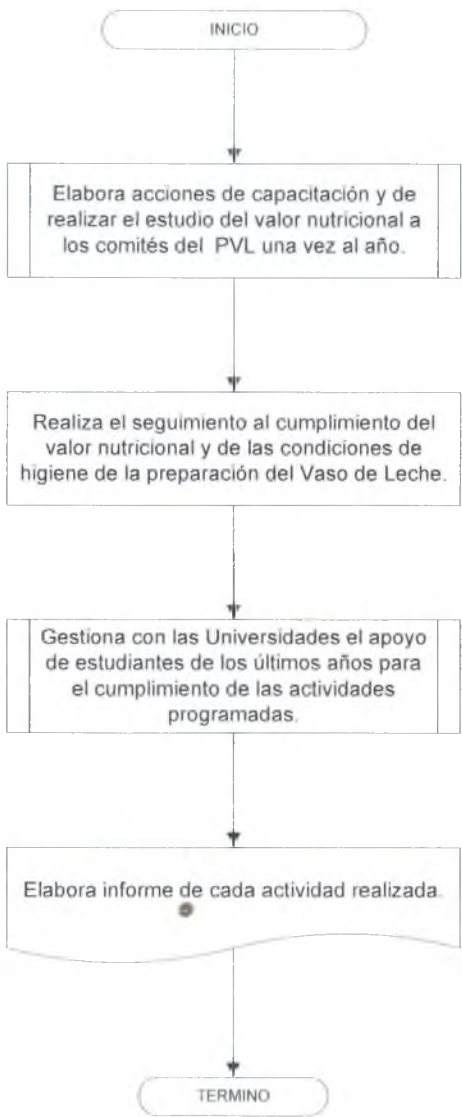 INICIO
Elabora acciones de capacitación y de
realizar el estudio del valor nutricional a
los comités del PVL una vez al año.
Realiza el seguimiento al cumplimiento del
valor nutricional y de las condiciones de
higiene de la preparación del Vaso de Leche.
Gestiona con las Universidades el apoyo
de estudiantes de los últimos años para
el cumplimiento de las actividades
programadas.
Elabora informe de cada actividad realizada.
TERMINO